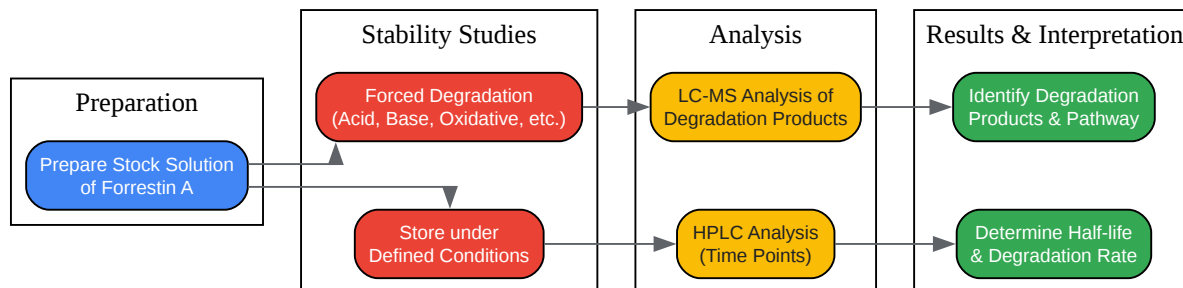 Preparation
Prepare Stock Solution
of Forrestin A
Stability Studies
Forced Degradation
(Acid, Base, Oxidative, etc.)
Store under
Defined Conditions
Analysis
LC-MS Analysis of
Degradation Products
HPLC Analysis
(Time Points)
Results & Interpretation
Identify Degradation
Products & Pathway
Determine Half-life
& Degradation Rate